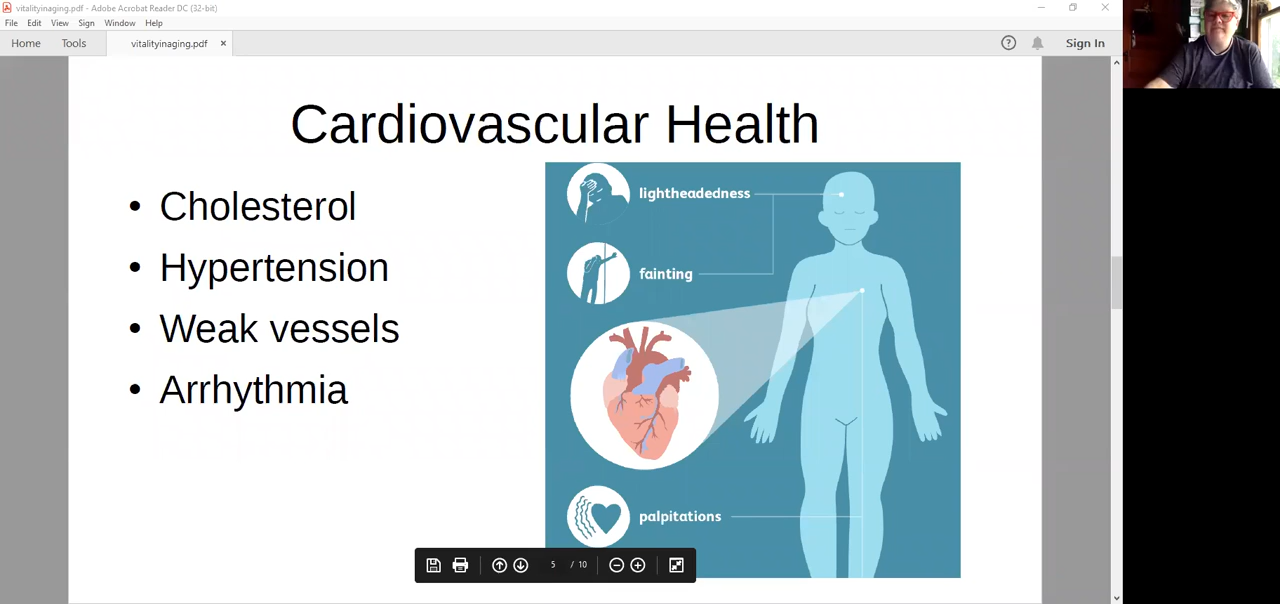 vitalityinaging.pdf - Adobe Acrobat Reader DC (32-bit)
File Edit View Sign Window Help
Home Tools vitalityinaging.pdf × Sign In
Cardiovascular Health
• Cholesterol
• Hypertension
• Weak vessels
• Arrhythmia
lightheadedness
fainting
palpitations
5 / 10